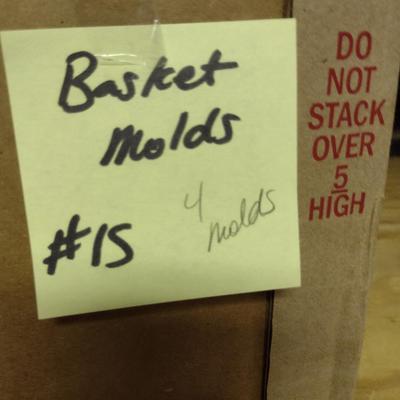 Basket
Molds
#15
4
Molds
DO
NOT
STACK
OVER
5
HIGH